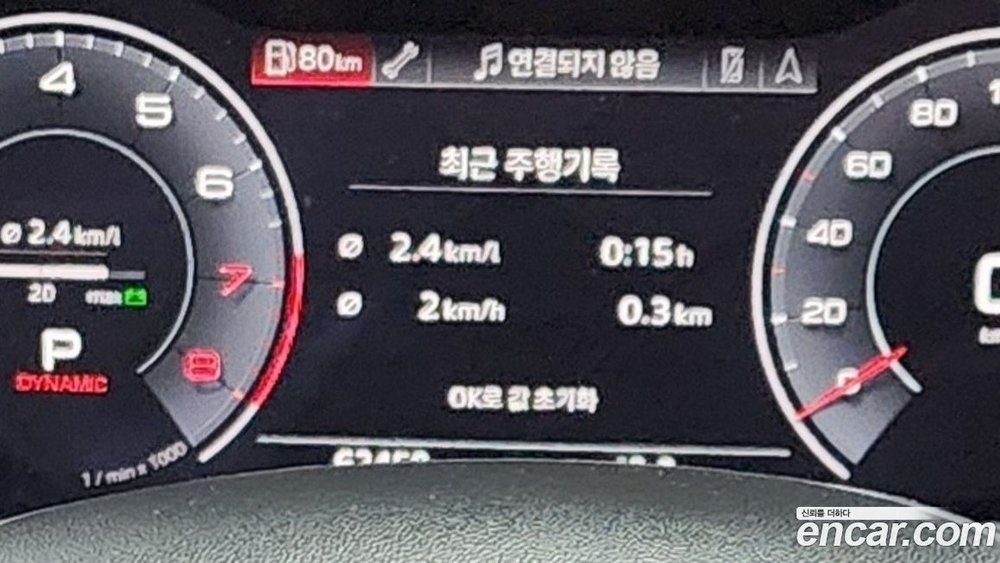 80km
연결되지 않음
최근 주행기록
ø 2.4km/l 0:15h
ø 2km/h 0.3km
OK로 값 초기화
4
5
6
7
8
ø 2.4km/l
20 max
P
DYNAMIC
1 / min x 1000
80
60
40
20
0
신뢰를 더하다
encar.com